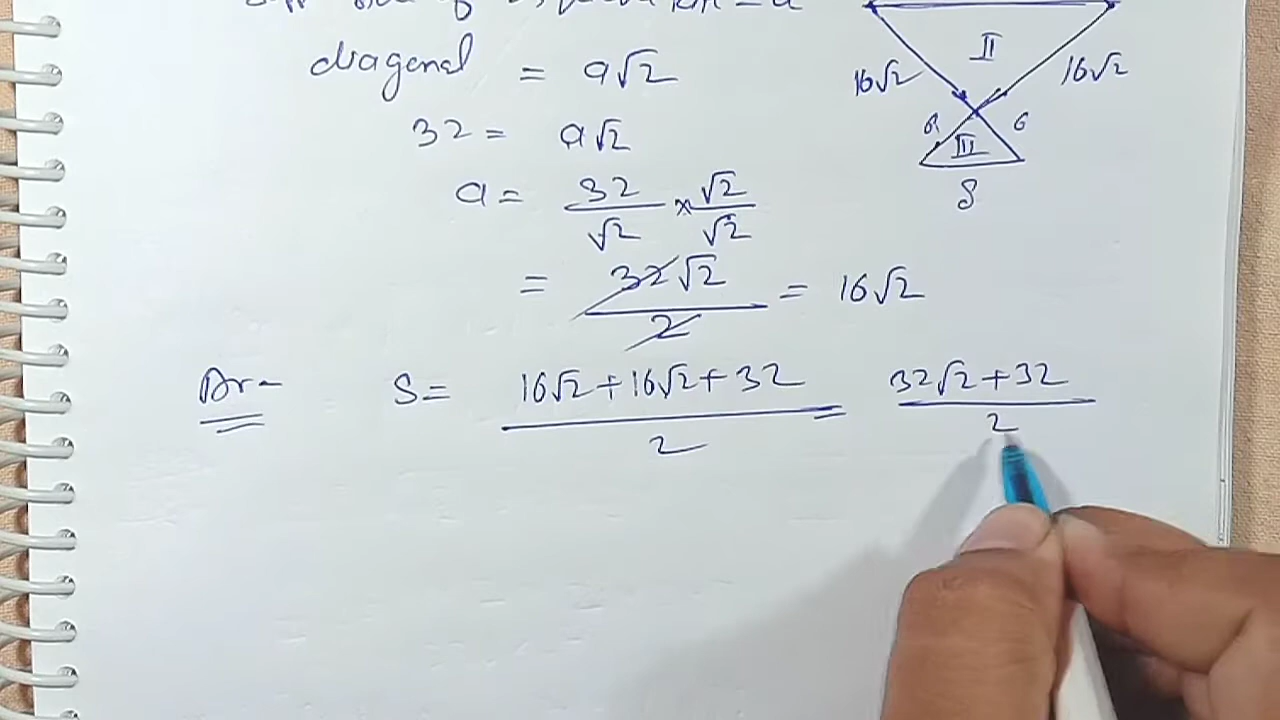 diagonal = a√2
32 = a√2
a = 32/√2 × √2/√2
= 32√2/2 = 16√2
Ar-
S = 16√2+16√2+32/2 = 32√2+32/2
II
16√2 16√2
6 6
III
8